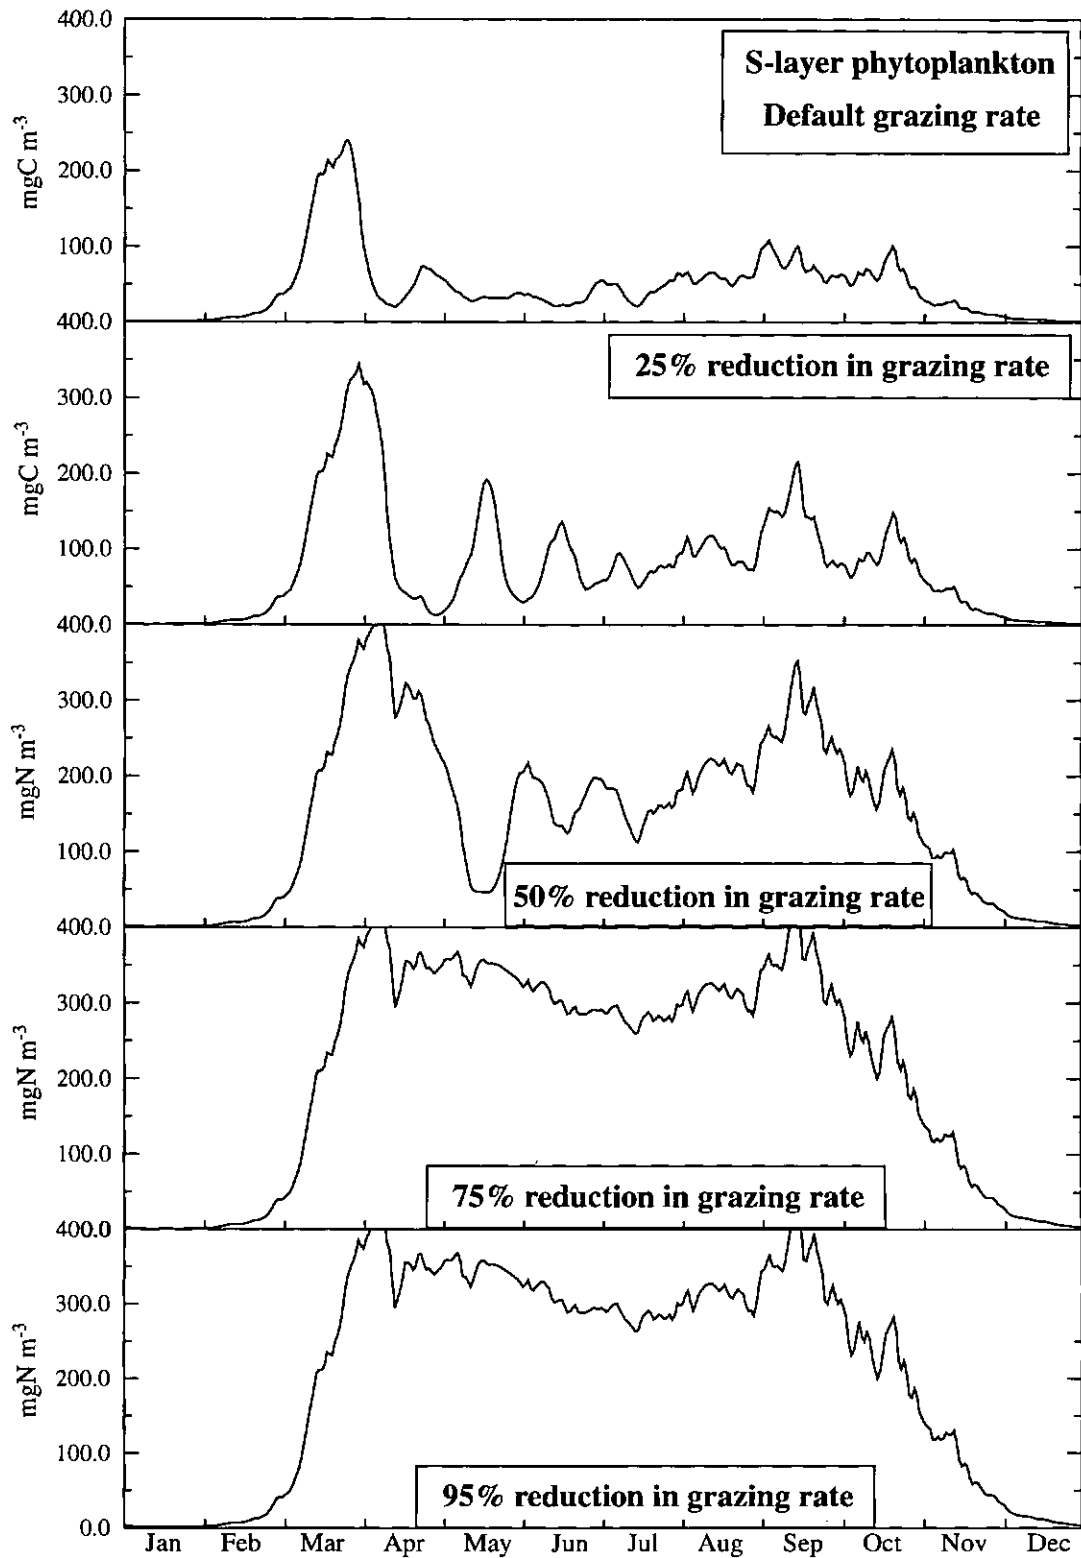 400.0
S-layer phytoplankton
Default grazing rate
300.0
mgC m-3
200.0
100.0
400.0
25% reduction in grazing rate
300.0
mgC m-3
200.0
100.0
400.0
300.0
mgN m-3
200.0
100.0
50% reduction in grazing rate
400.0
300.0
mgN m-3
200.0
100.0
75% reduction in grazing rate
400.0
300.0
mgN m-3
200.0
100.0
95% reduction in grazing rate
0.0
Jan Feb Mar Apr May Jun Jul Aug Sep Oct Nov Dec